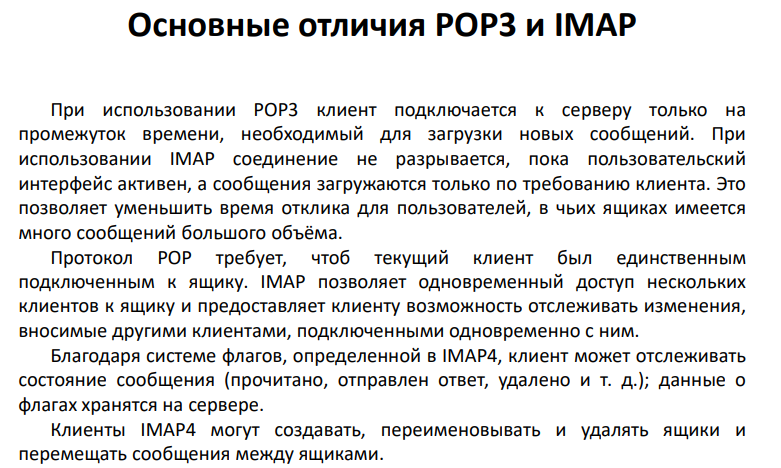 Основные отличия POP3 и IMAP
При использовании POP3 клиент подключается к серверу только на
промежуток времени, необходимый для загрузки новых сообщений. При
использовании IMAP соединение не разрывается, пока пользовательский
интерфейс активен, а сообщения загружаются только по требованию клиента. Это
позволяет уменьшить время отклика для пользователей, в чьих ящиках имеется
много сообщений большого объёма.
Протокол POP требует, чтоб текущий клиент был единственным
подключенным к ящику. IMAP позволяет одновременный доступ нескольких
клиентов к ящику и предоставляет клиенту возможность отслеживать изменения,
вносимые другими клиентами, подключенными одновременно с ним.
Благодаря системе флагов, определенной в IMAP4, клиент может отслеживать
состояние сообщения (прочитано, отправлен ответ, удалено и т. д.); данные о
флагах хранятся на сервере.
Клиенты IMAP4 могут создавать, переименовывать и удалять ящики и
перемещать сообщения между ящиками.